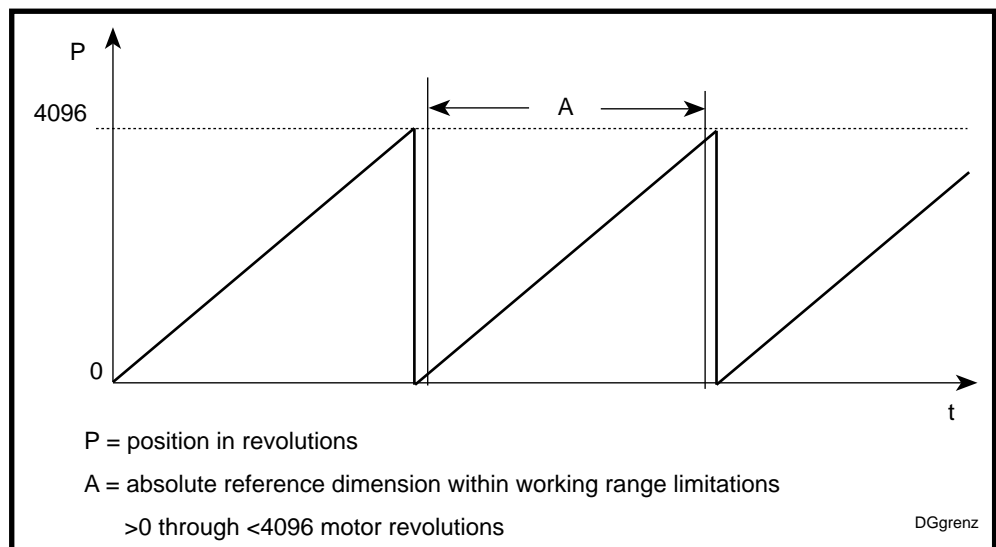 P
4096
A
0
t
P = position in revolutions
A = absolute reference dimension within working range limitations
>0 through <4096 motor revolutions
DGgrenz